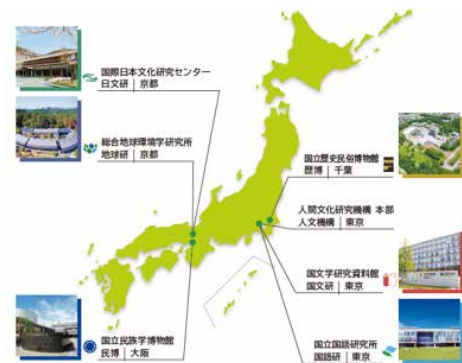 国際日本文化研究センター
日文研 | 京都
総合地球環境学研究所
地球研 | 京都
国立歴史民俗博物館
歴博 | 千葉
人間文化研究機構 本部
人文機構 | 東京
国文学研究資料館
国文研 | 東京
国立民族学博物館
民博 | 大阪
国立国語研究所
国語研 | 東京